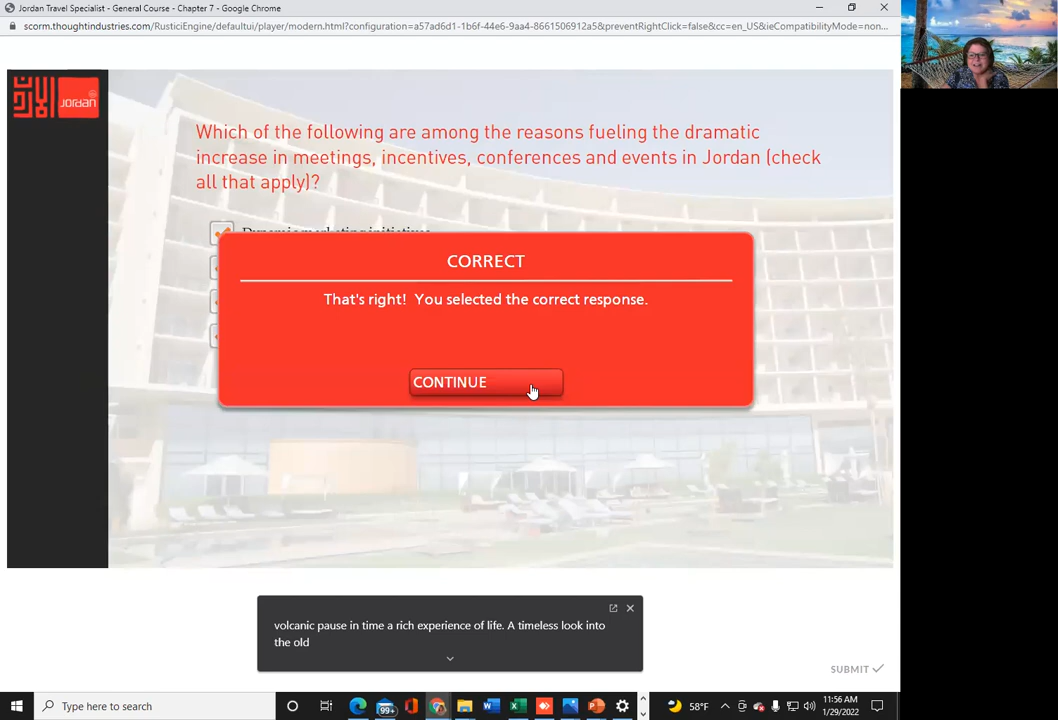 Jordan Travel Specialist - General Course - Chapter 7 - Google Chrome
scorm.thoughtindustries.com/RusticiEngine/defaultui/player/modern.html?configuration=a57ad6d1-1b6f-44e6-9aa4-8661506912a5&preventRightClick=false&cc=en_US&ieCompatibilityMode=non...
Jordan
Which of the following are among the reasons fueling the dramatic
increase in meetings, incentives, conferences and events in Jordan (check
all that apply)?
Dynamic marketing initiatives
CORRECT
That's right! You selected the correct response.
CONTINUE
volcanic pause in time a rich experience of life. A timeless look into
the old
SUBMIT
Type here to search
99+
58°F
11:56 AM
1/29/2022